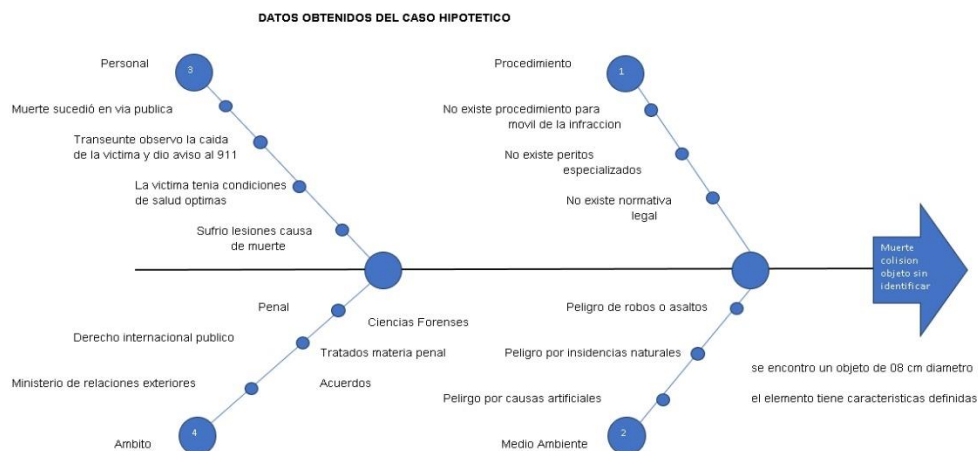 DATOS OBTENIDOS DEL CASO HIPOTETICO
Personal
3
Muerte sucedió en via publica
Transeunte observo la caida
de la victima y dio aviso al 911
La victima tenia condiciones
de salud optimas
Sufrio lesiones causa
de muerte
Procedimiento
1
No existe procedimiento para
movil de la infraccion
No existe peritos
especializados
No existe normativa
legal
Muerte
colision
objeto sin
identificar
Penal
Ciencias Forenses
Derecho internacional publico
Tratados materia penal
Ministerio de relaciones exteriores
Acuerdos
Ambito
4
Peligro de robos o asaltos
Peligro por insidencias naturales
Pelirgo por causas artificiales
Medio Ambiente
2
se encontro un objeto de 08 cm diametro
el elemento tiene caracteristicas definidas